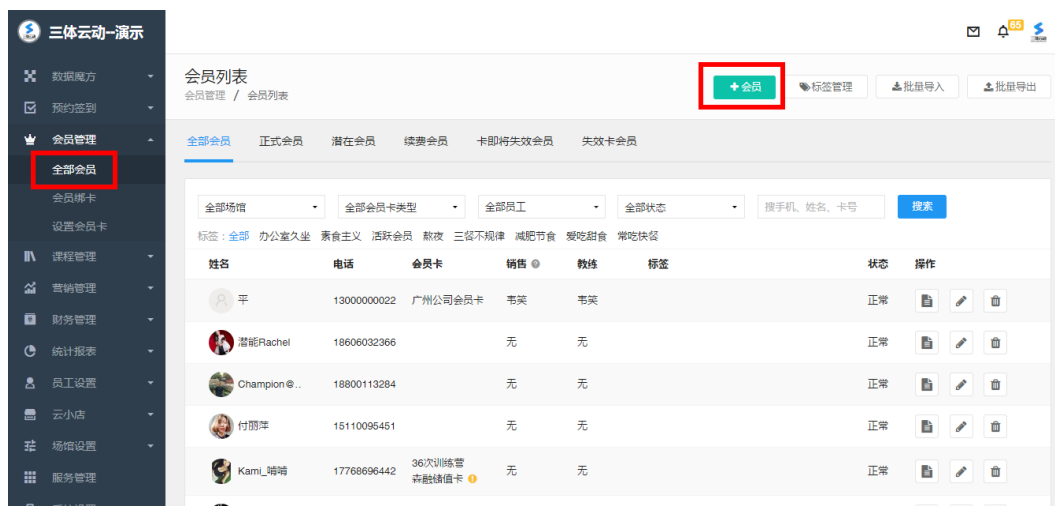 三体云动--演示
65
数据魔方
预约签到
会员管理
全部会员
会员绑卡
设置会员卡
课程管理
营销管理
财务管理
统计报表
员工设置
云小店
场馆设置
服务管理
会员列表
会员管理 / 会员列表
+会员
标签管理
批量导入
批量导出
全部会员 正式会员 潜在会员 续费会员 卡即将失效会员 失效卡会员
全部场馆 全部会员卡类型 全部员工 全部状态 搜手机、姓名、卡号 搜索
标签：全部 办公室久坐 素食主义 活跃会员 熬夜 三餐不规律 减肥节食 爱吃甜食 常吃快餐
姓名 电话 会员卡 销售 教练 标签 状态 操作
平 13000000022 广州公司会员卡 韦笑 韦笑 正常
潜能Rachel 18606032366 无 无 正常
Champion@.. 18800113284 无 无 正常
付丽萍 15110095451 无 无 正常
Kami_啃啃 17768696442 36次训练营 无 无 正常
森融储值卡